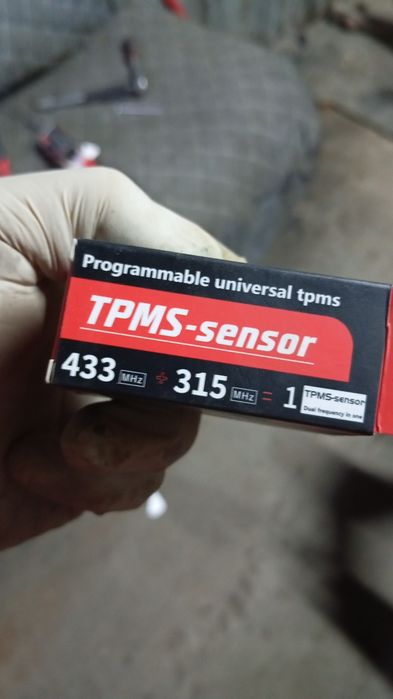 Programmable universal tpms
TPMS-sensor
433 MHz + 315 MHz = 1 TPMS-sensor
Dual frequency in one